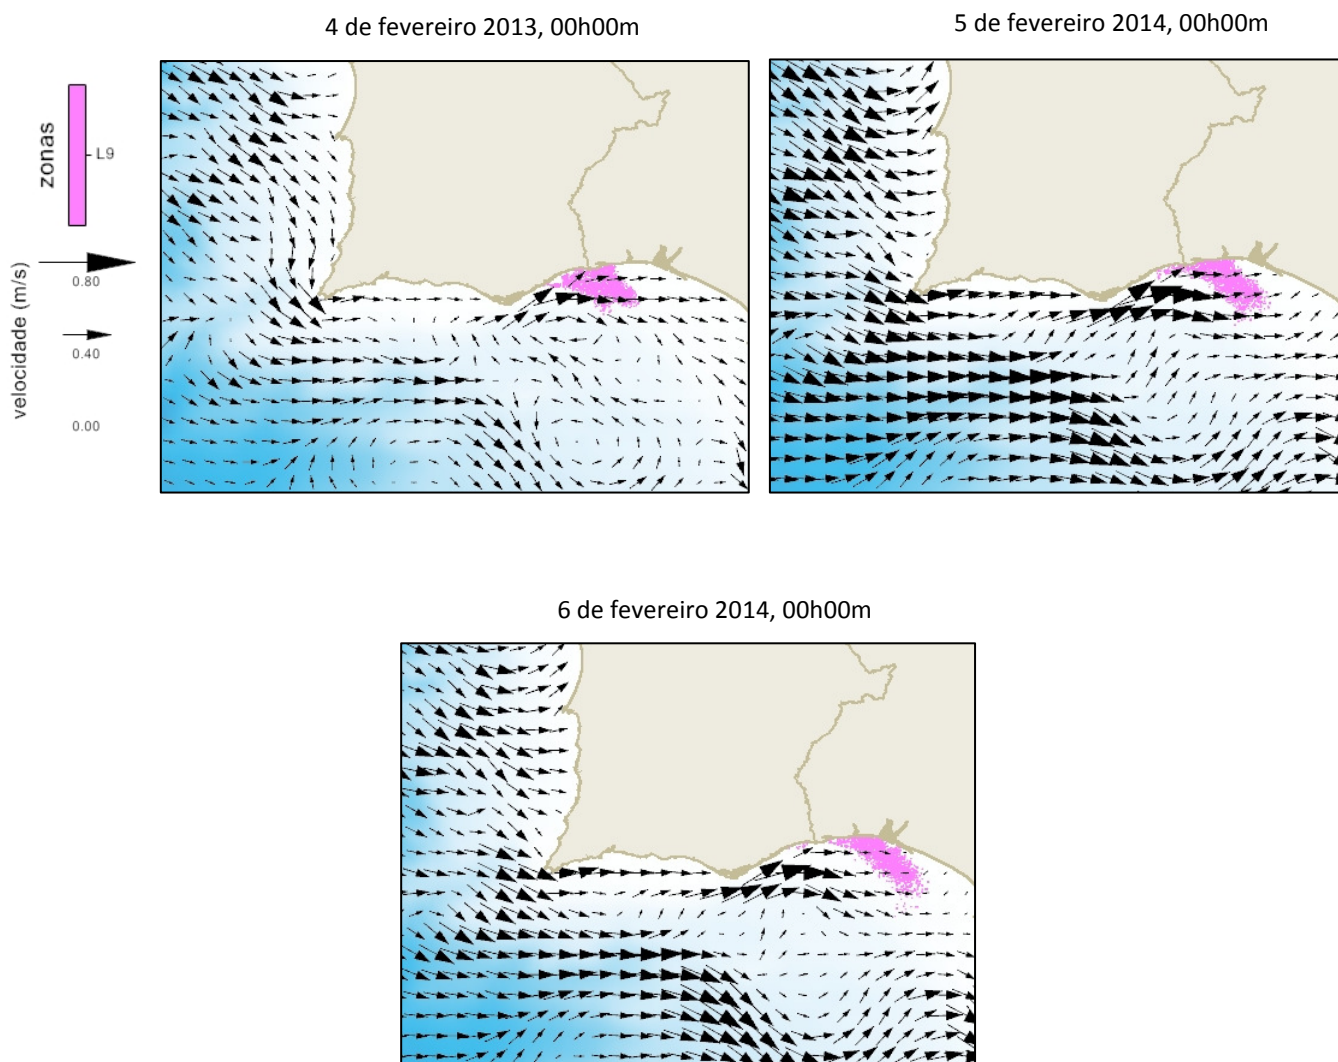 4 de fevereiro 2013, 00h00m
5 de fevereiro 2014, 00h00m
zonas
L9
velocidade (m/s)
0.80
0.40
0.00
6 de fevereiro 2014, 00h00m